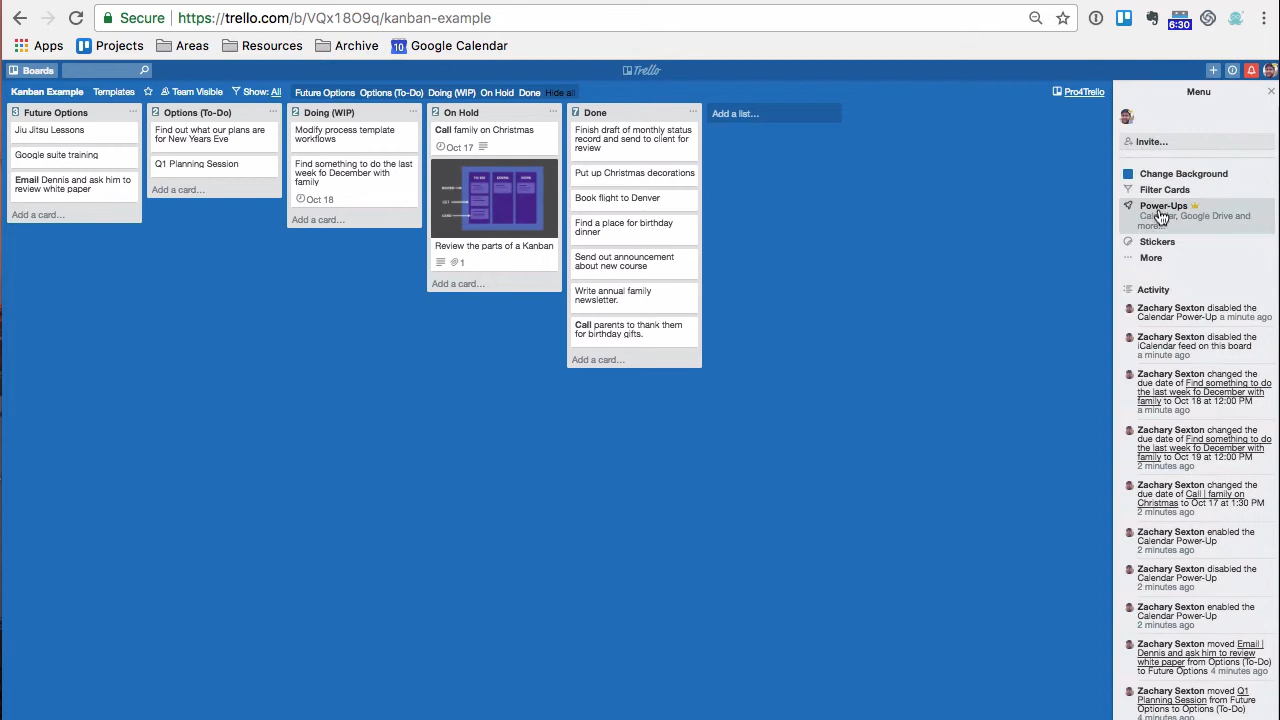 Secure https://trello.com/b/VQx18O9q/kanban-example
6:30
Apps Projects Areas Resources Archive 10 Google Calendar
Boards Trello
Kanban Example Templates Team Visible Show: All Future Options Options (To-Do) Doing (WIP) On Hold Done Hide all Pro4Trello
3 Future Options
Jiu Jitsu Lessons
Google suite training
Email Dennis and ask him to
review white paper
Add a card...
2 Options (To-Do)
Find out what our plans are
for New Years Eve
Q1 Planning Session
Add a card...
2 Doing (WIP)
Modify process template
workflows
Find something to do the last
week fo December with
family
Oct 18
Add a card...
2 On Hold
Call family on Christmas
Oct 17
Review the parts of a Kanban
1
Add a card...
7 Done
Finish draft of monthly status
record and send to client for
review
Put up Christmas decorations
Book flight to Denver
Find a place for birthday
dinner
Send out announcement
about new course
Write annual family
newsletter.
Call parents to thank them
for birthday gifts.
Add a card...
Add a list...
Menu
Invite...
Change Background
Filter Cards
Power-Ups
Calendar, Google Drive and
more...
Stickers
More
Activity
Zachary Sexton disabled the
Calendar Power-Up a minute ago
Zachary Sexton disabled the
iCalendar feed on this board
a minute ago
Zachary Sexton changed the
due date of Find something to do
the last week fo December with
family to Oct 18 at 12:00 PM
a minute ago
Zachary Sexton changed the
due date of Find something to do
the last week fo December with
family to Oct 19 at 12:00 PM
2 minutes ago
Zachary Sexton changed the
due date of Call | family on
Christmas to Oct 17 at 1:30 PM
2 minutes ago
Zachary Sexton enabled the
Calendar Power-Up
2 minutes ago
Zachary Sexton disabled the
Calendar Power-Up
2 minutes ago
Zachary Sexton enabled the
Calendar Power-Up
2 minutes ago
Zachary Sexton moved Email |
Dennis and ask him to review
white paper from Options (To-Do)
to Future Options 4 minutes ago
Zachary Sexton moved Q1
Planning Session from Future
Options to Options (To-Do)
4 minutes ago